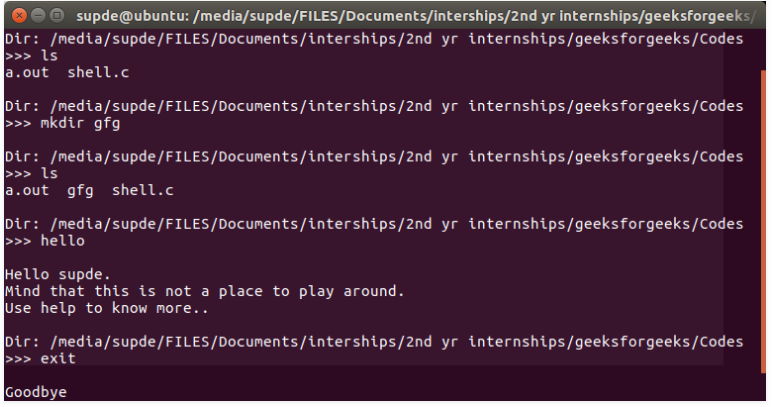 supde@ubuntu: /media/supde/FILES/Documents/interships/2nd yr internships/geeksforgeeks/
Dir: /media/supde/FILES/Documents/interships/2nd yr internships/geeksforgeeks/Codes
>>> ls
a.out  shell.c
Dir: /media/supde/FILES/Documents/interships/2nd yr internships/geeksforgeeks/Codes
>>> mkdir gfg
Dir: /media/supde/FILES/Documents/interships/2nd yr internships/geeksforgeeks/Codes
>>> ls
a.out  gfg  shell.c
Dir: /media/supde/FILES/Documents/interships/2nd yr internships/geeksforgeeks/Codes
>>> hello
Hello supde.
Mind that this is not a place to play around.
Use help to know more..
Dir: /media/supde/FILES/Documents/interships/2nd yr internships/geeksforgeeks/Codes
>>> exit
Goodbye